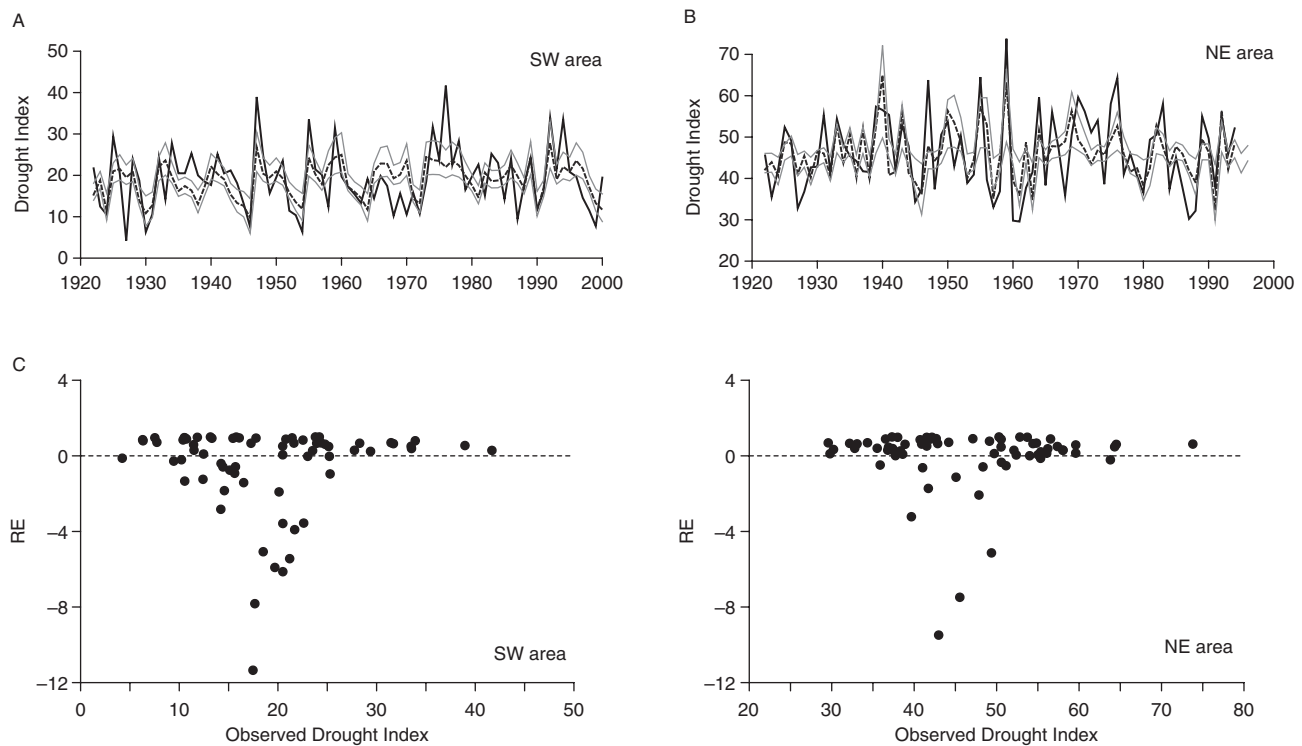 A
SW area
Drought Index
50
40
30
20
10
0
1920 1930 1940 1950 1960 1970 1980 1990 2000
B
NE area
Drought Index
70
60
50
40
30
20
1920 1930 1940 1950 1960 1970 1980 1990 2000
C
RE
4
0
–4
–8
–12
SW area
0 10 20 30 40 50
Observed Drought Index
RE
4
0
–4
–8
–12
NE area
20 30 40 50 60 70 80
Observed Drought Index